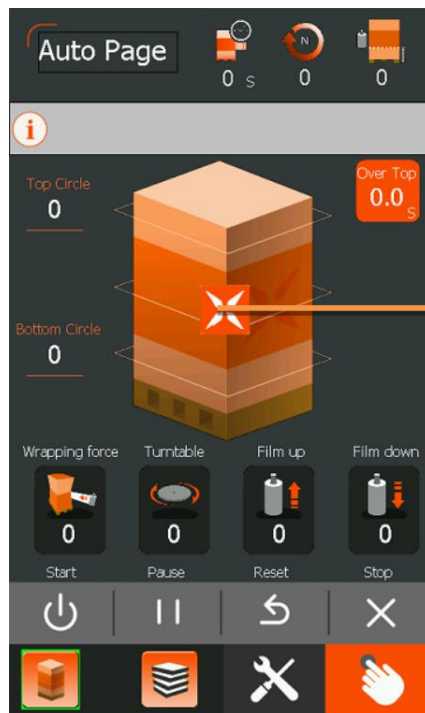 Auto Page
0 S
N
0
0
i
Top Circle
0
Over Top
0.0
S
Bottom Circle
0
Wrapping force
Turntable
Film up
Film down
0
0
0
0
Start
Pause
Reset
Stop